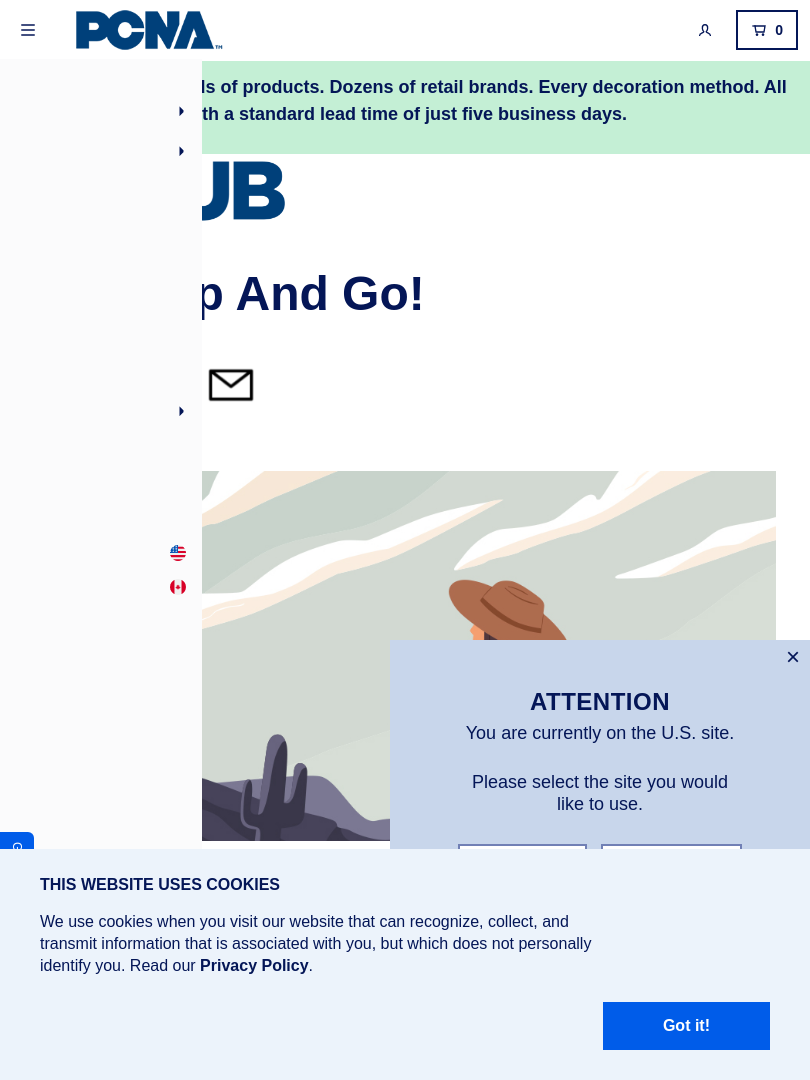 PCNA™
0
of products. Dozens of retail brands. Every decoration method. All
a standard lead time of just five business days.
And Go!
ATTENTION
You are currently on the U.S. site.
Please select the site you would
like to use.
THIS WEBSITE USES COOKIES
We use cookies when you visit our website that can recognize, collect, and
transmit information that is associated with you, but which does not personally
identify you. Read our Privacy Policy.
Got it!